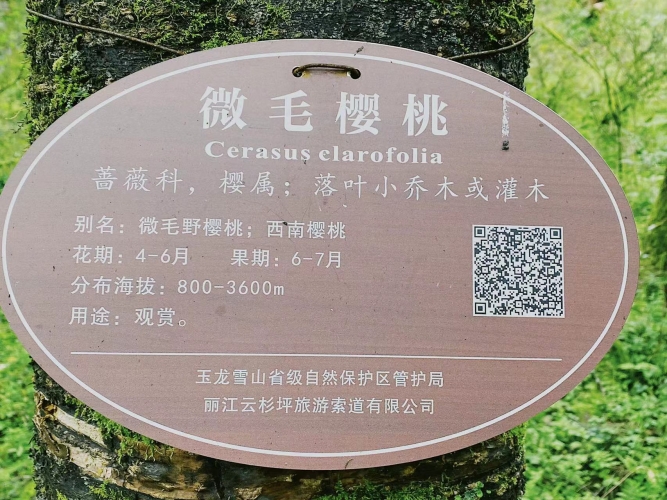 微毛樱桃
Cerasus clarofolia
蔷薇科，樱属；落叶小乔木或灌木
别名：微毛野樱桃；西南樱桃
花期：4-6月 果期：6-7月
分布海拔：800-3600m
用途：观赏。
玉龙雪山省级自然保护区管护局
丽江云杉坪旅游索道有限公司